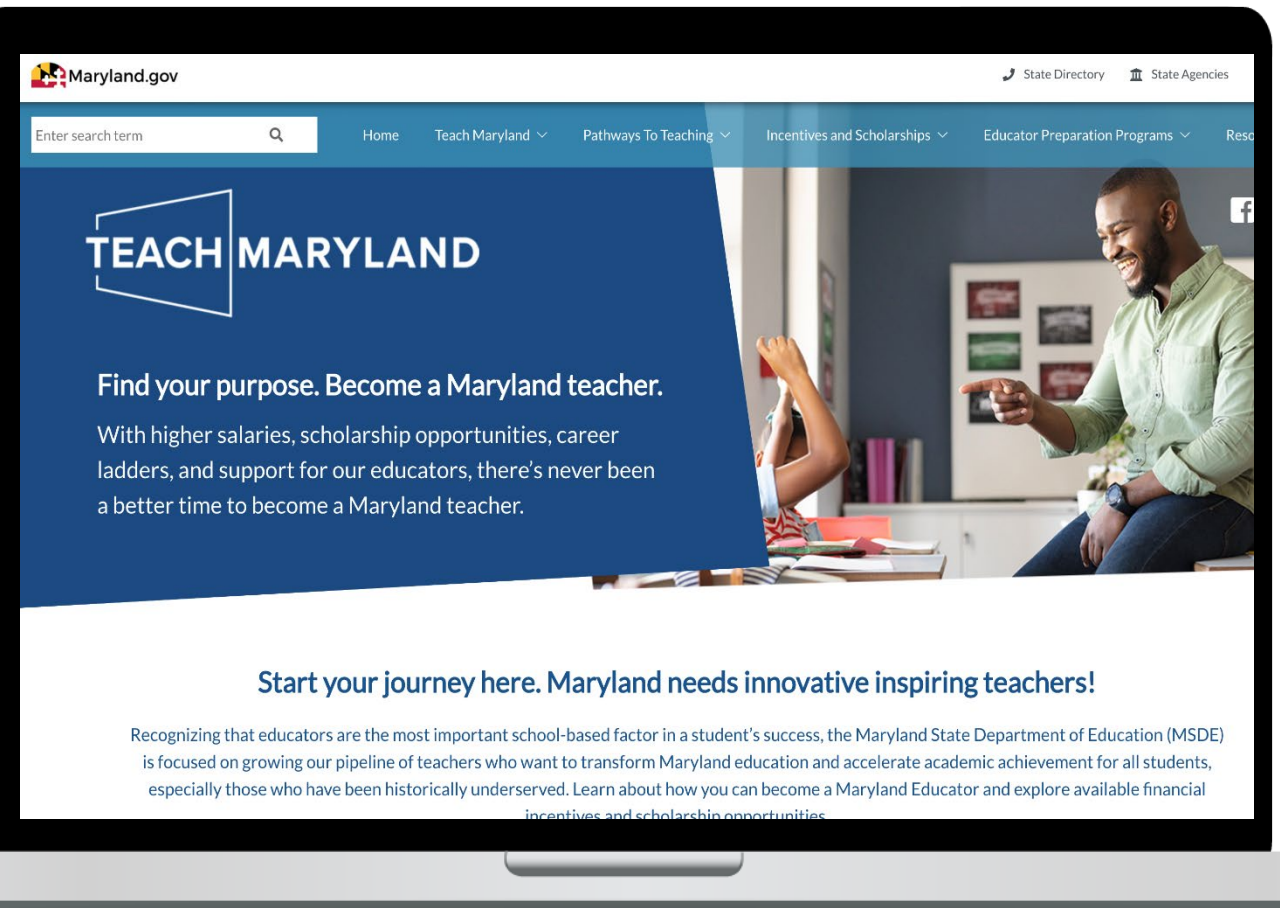 Maryland.gov
State Directory
State Agencies
Enter search term
Home
Teach Maryland
Pathways To Teaching
Incentives and Scholarships
Educator Preparation Programs
Reso
TEACH MARYLAND
Find your purpose. Become a Maryland teacher.
With higher salaries, scholarship opportunities, career
ladders, and support for our educators, there's never been
a better time to become a Maryland teacher.
Start your journey here. Maryland needs innovative inspiring teachers!
Recognizing that educators are the most important school-based factor in a student's success, the Maryland State Department of Education (MSDE)
is focused on growing our pipeline of teachers who want to transform Maryland education and accelerate academic achievement for all students,
especially those who have been historically underserved. Learn about how you can become a Maryland Educator and explore available financial
incentives and scholarship opportunities